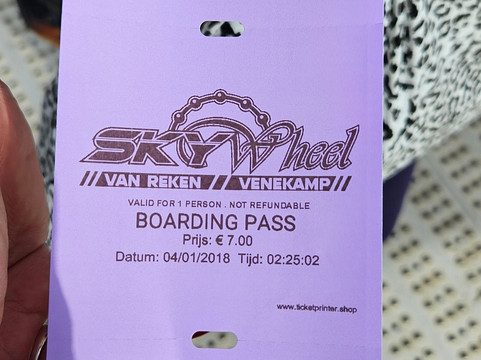 SKYWheel
//VAN REKEN // VENEKAMP//
VALID FOR 1 PERSON . NOT REFUNDABLE
BOARDING PASS
Prijs: € 7.00
Datum: 04/01/2018 Tijd: 02:25:02
www.ticketprinter.shop